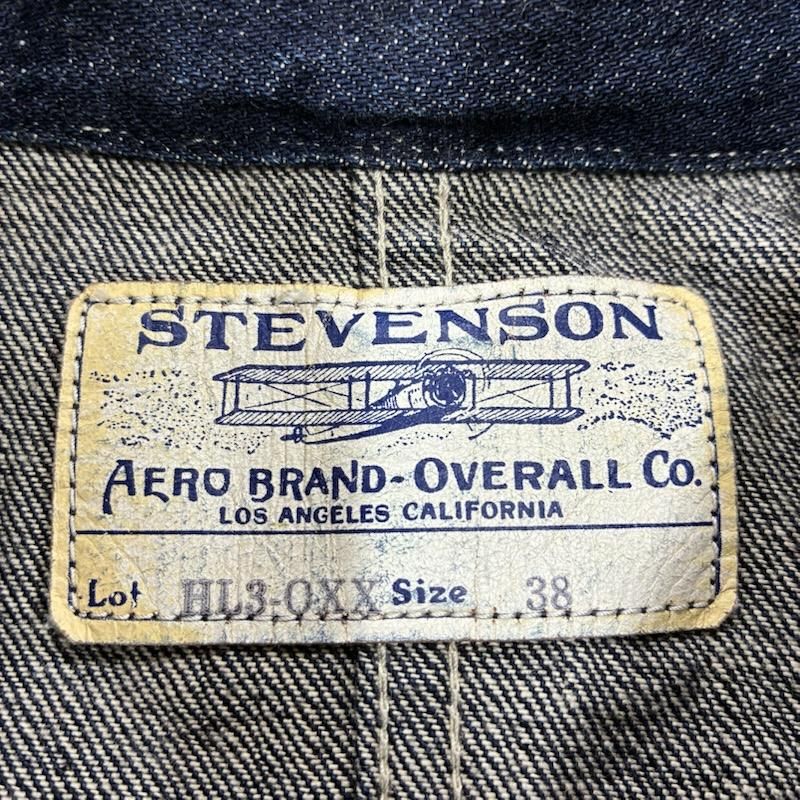 STEVENSON
AERO BRAND-OVERALL CO.
LOS ANGELES CALIFORNIA
Lot HL3-OXX Size 38